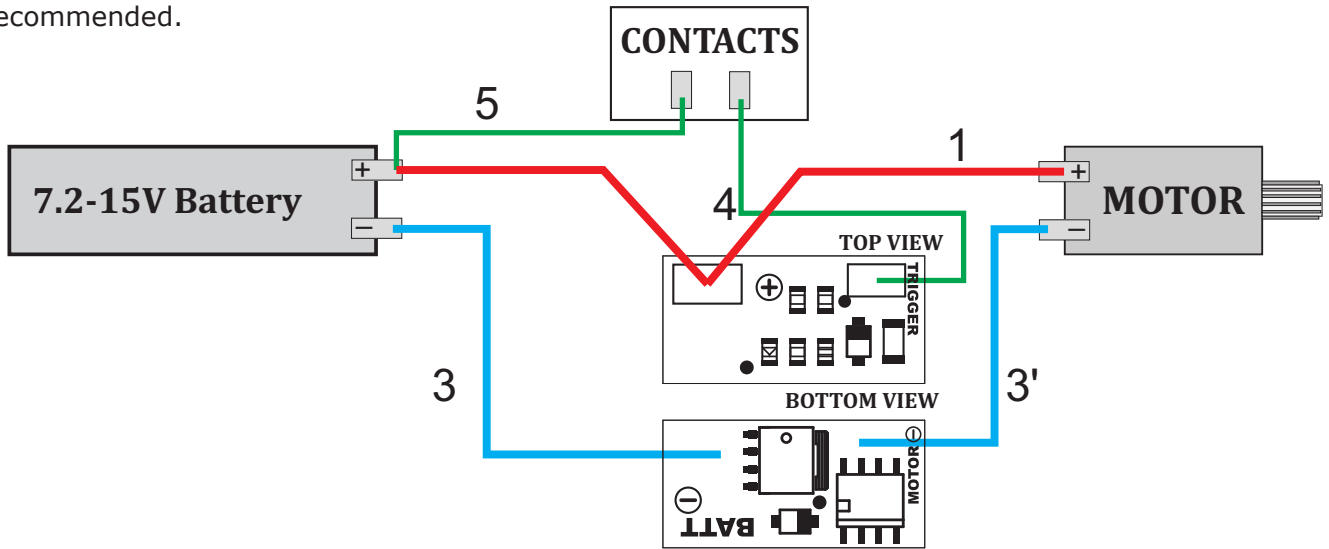 ecommended.
CONTACTS
5
1
+
+
7.2-15V Battery
MOTOR
−
−
4
TOP VIEW
+
TRIGGER
3
3'
BOTTOM VIEW
MOTOR −
−
BATT